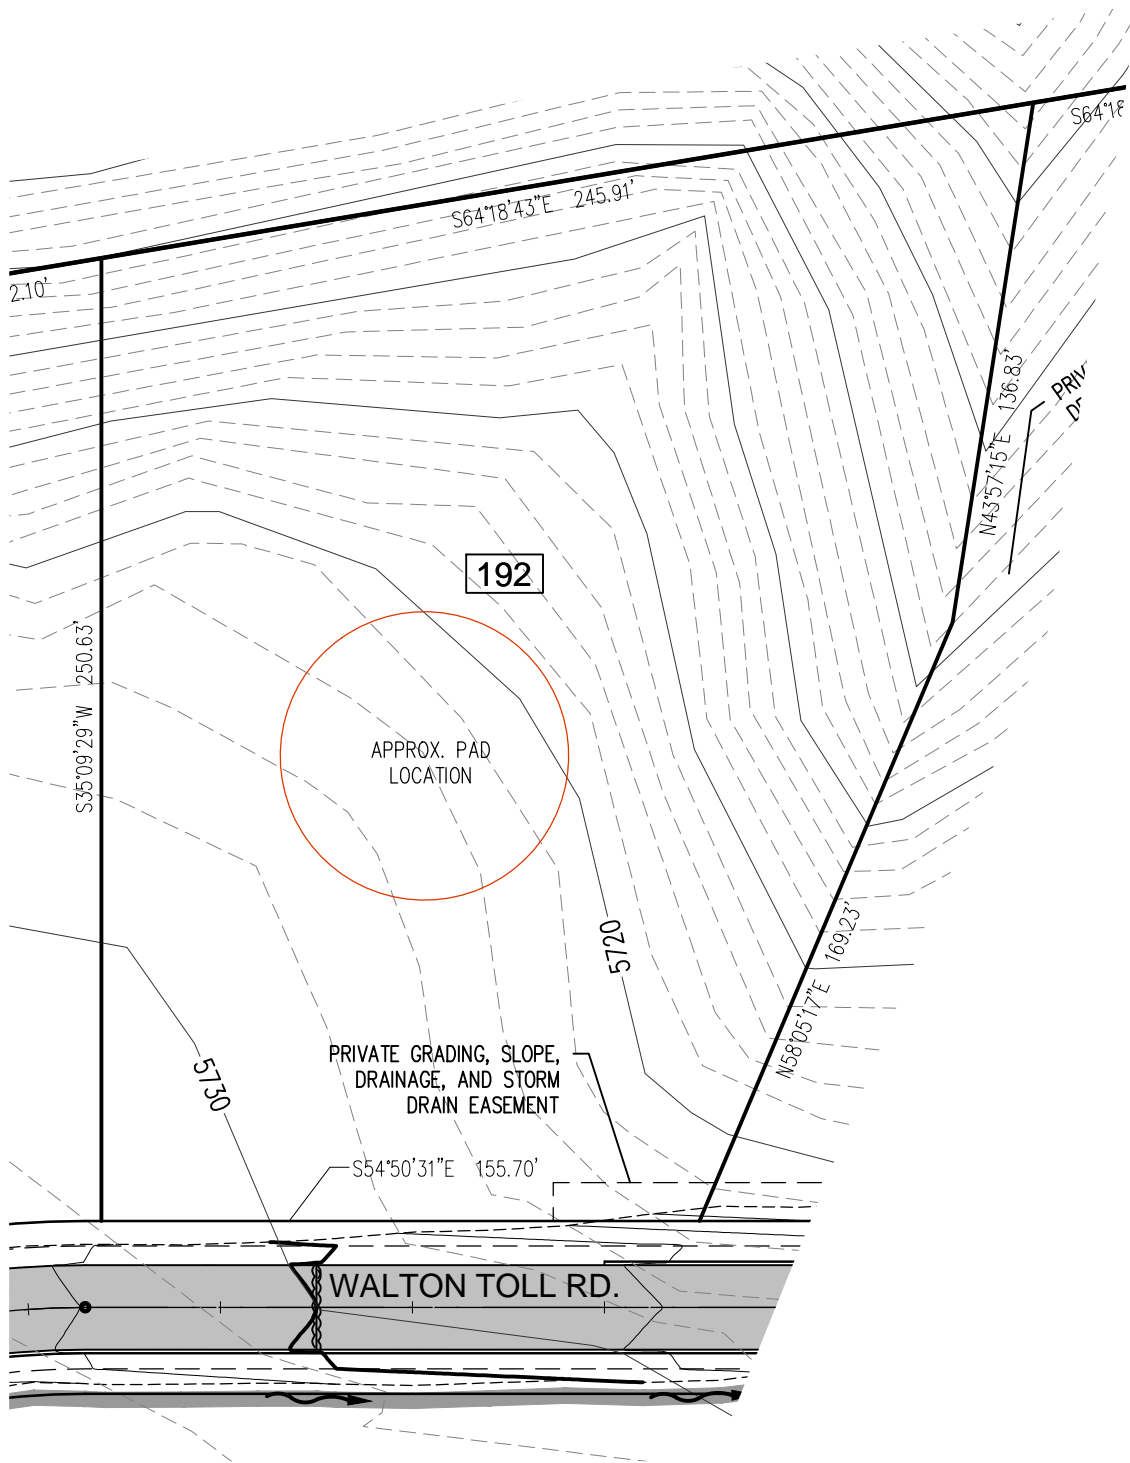 S64°18
S64°18'43"E 245.91'
2.10'
N43°57'15"E 136.83'
192
S35°09'29"W 250.63'
APPROX. PAD
LOCATION
5720
N58°05'17"E 169.23'
5730
PRIVATE GRADING, SLOPE,
DRAINAGE, AND STORM
DRAIN EASEMENT
S54°50'31"E 155.70'
WALTON TOLL RD.